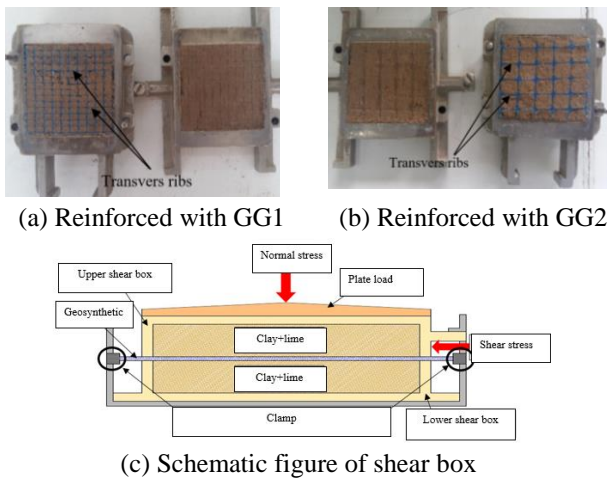 Transvers ribs
Transvers ribs
(a) Reinforced with GG1
(b) Reinforced with GG2
Normal stress
Upper shear box
Plate load
Geosynthetic
Clay+lime
Shear stress
Clay+lime
Clamp
Lower shear box
(c) Schematic figure of shear box